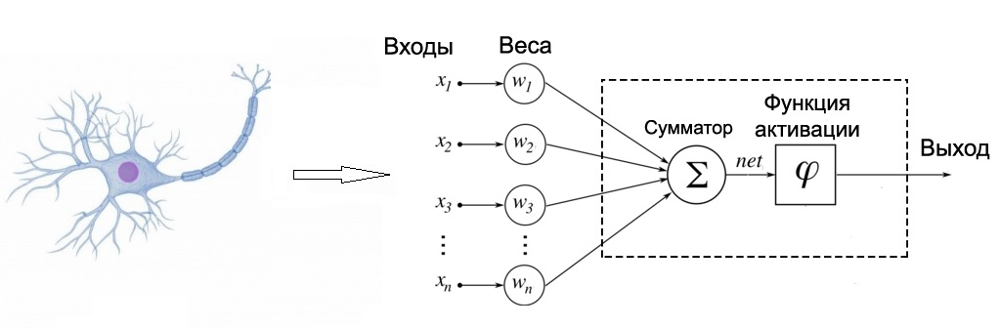 Входы
Веса
x1
w1
x2
w2
x3
w3
⋮
⋮
xn
wn
Сумматор
Σ
net
Функция
активации
φ
Выход